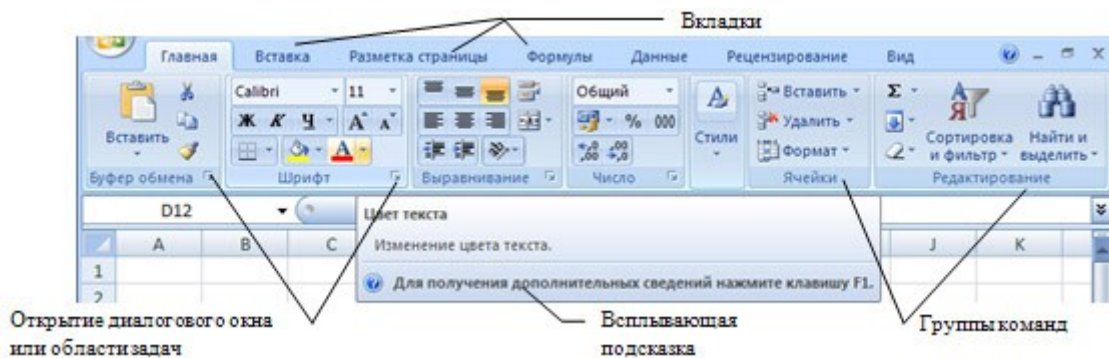 Вкладки
Главная Вставка Разметка страницы Формулы Данные Рецензирование Вид
Calibri 11 Общий Вставить
Ж К Ч А А % 000 Удалить Σ
Вставить Стили Формат Сортировка и фильтр Найти и выделить
Буфер обмена Шрифт Выравнивание Число Ячейки Редактирование
D12
Цвет текста
A B C J K
Изменение цвета текста.
1
Для получения дополнительных сведений нажмите клавишу F1.
2
Открытие диалогового окна
или области задач
Всплывающая
подсказка
Группы команд